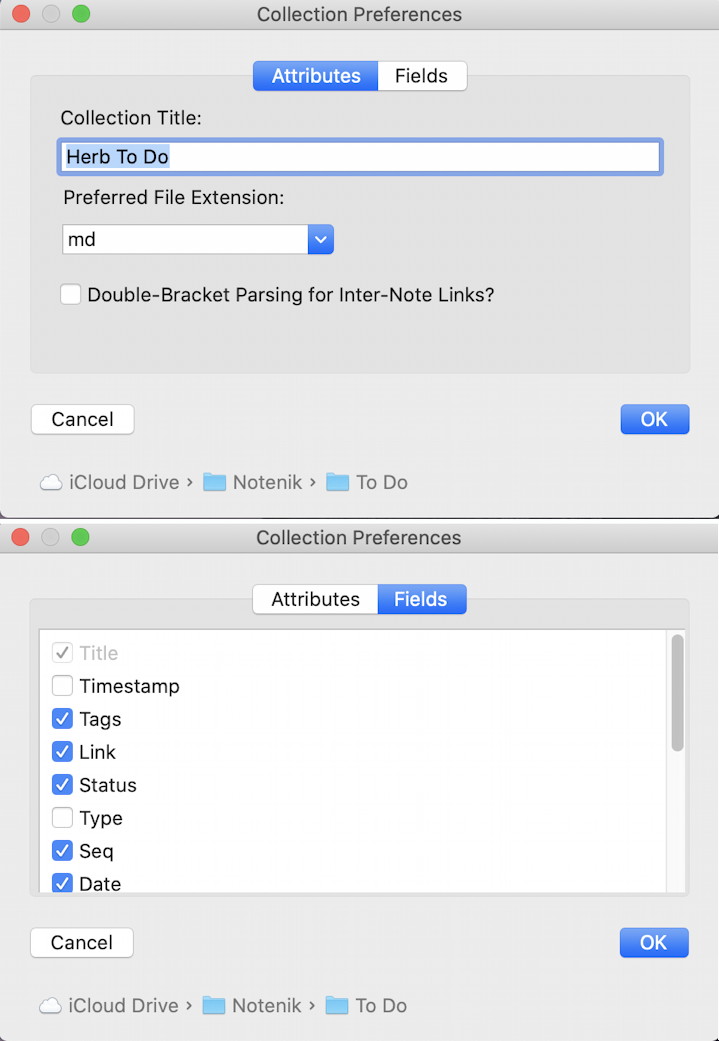 Collection Preferences
Attributes Fields
Collection Title:
Herb To Do
Preferred File Extension:
md
Double-Bracket Parsing for Inter-Note Links?
Cancel OK
iCloud Drive › Notenik › To Do
Collection Preferences
Attributes Fields
Title
Timestamp
Tags
Link
Status
Type
Seq
Date
Cancel OK
iCloud Drive › Notenik › To Do